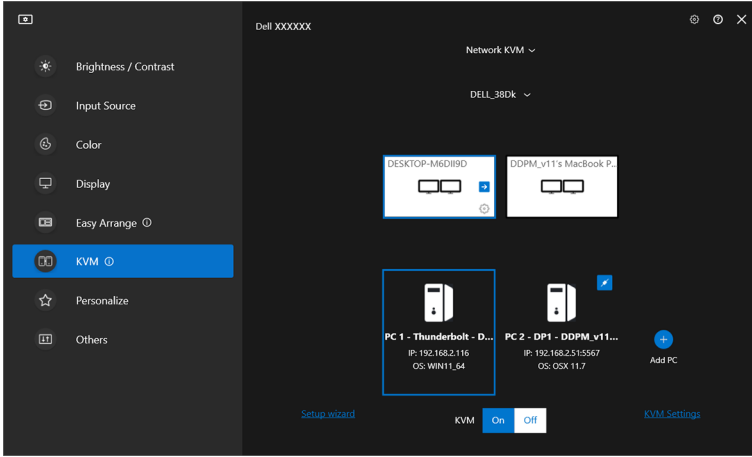 Dell XXXXXX
Network KVM
DELL_38Dk
Brightness / Contrast
Input Source
Color
Display
Easy Arrange
KVM
Personalize
Others
DESKTOP-M6DII9D
DDPM_v11's MacBook P...
PC 1 - Thunderbolt - D...
IP: 192.168.2.116
OS: WIN11_64
PC 2 - DP1 - DDPM_v11...
IP: 192.168.2.51:5567
OS: OSX 11.7
Add PC
Setup wizard
KVM
On
Off
KVM Settings